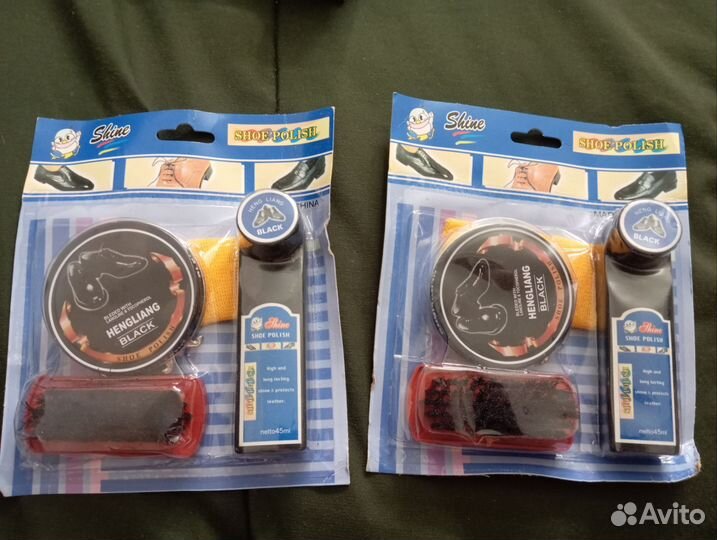 Shine
SHOE POLISH
CHINA
HENG LIANG
BLACK
BLACK
HENGLIANG
SHOE POLISH
Shine
SHOE POLISH
High and
long lasting
shine & protects
leather.
netto45ml
Shine
SHOE POLISH
MA
HENG
BLACK
BLACK
HENGLIANG
SHOE
Shine
SHOE POLISH
High and
long lasting
shine & protects
leather.
netto45ml
Avito